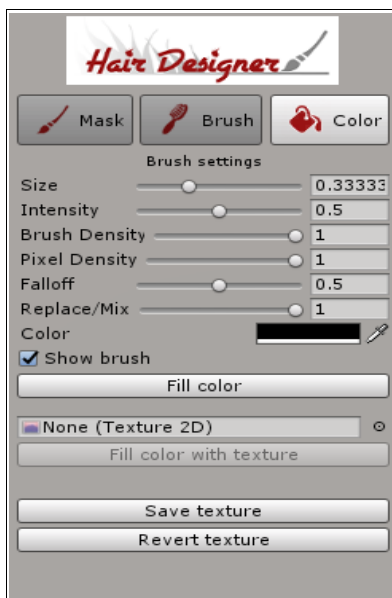 Hair Designer
Mask Brush Color
Brush settings
Size 0.33333
Intensity 0.5
Brush Density 1
Pixel Density 1
Falloff 0.5
Replace/Mix 1
Color
Show brush
Fill color
None (Texture 2D)
Fill color with texture
Save texture
Revert texture